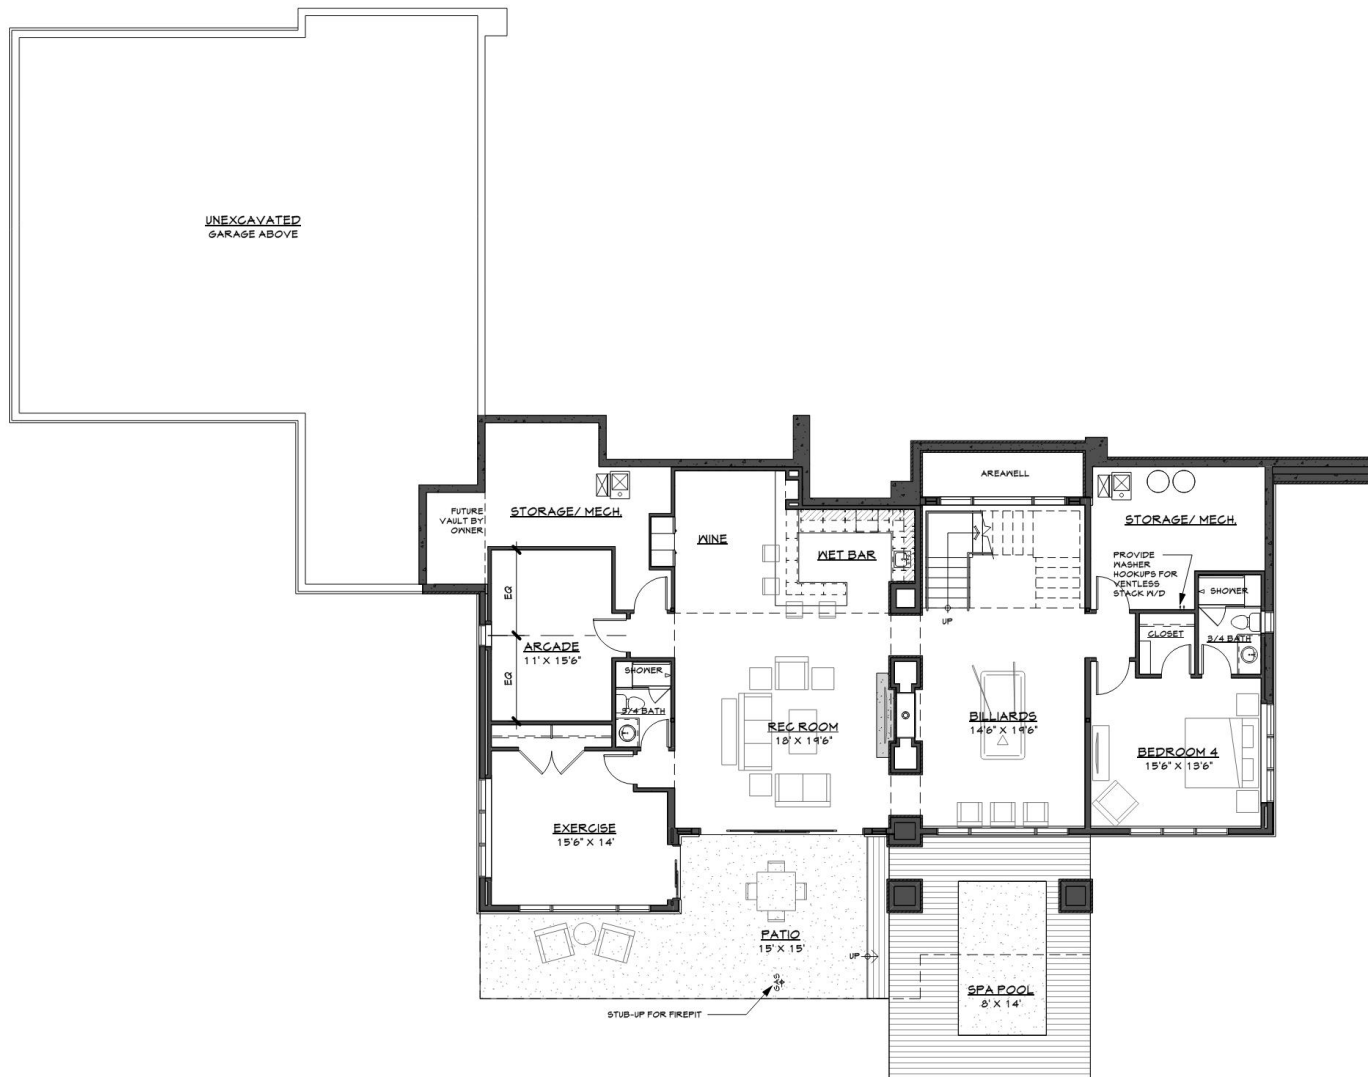 UNEXCAVATED
GARAGE ABOVE
AREAWELL
FUTURE
VAULT BY
OWNER
STORAGE/ MECH.
WINE
WET BAR
STORAGE/ MECH.
PROVIDE
WASHER
HOOKUPS FOR
VENTLESS
STACK W/D
SHOWER
EQ
UP
CLOSET
3/4 BATH
ARCADE
11' X 15'6"
EQ
SHOWER
3/4 BATH
REC ROOM
18' X 19'6"
BILLIARDS
14'6" X 19'6"
BEDROOM 4
15'6" X 13'6"
EXERCISE
15'6" X 14'
PATIO
15' X 15'
UP
GAS
SPA POOL
8' X 14'
STUB-UP FOR FIREPIT